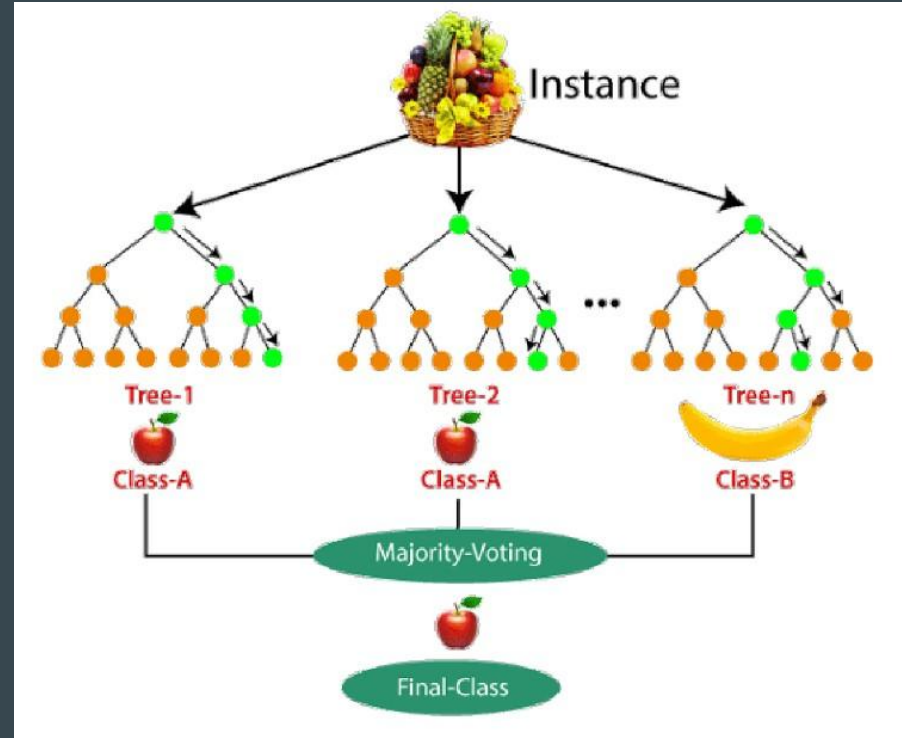 Instance
...
Tree-1
Tree-2
Tree-n
Class-A
Class-A
Class-B
Majority-Voting
Final-Class